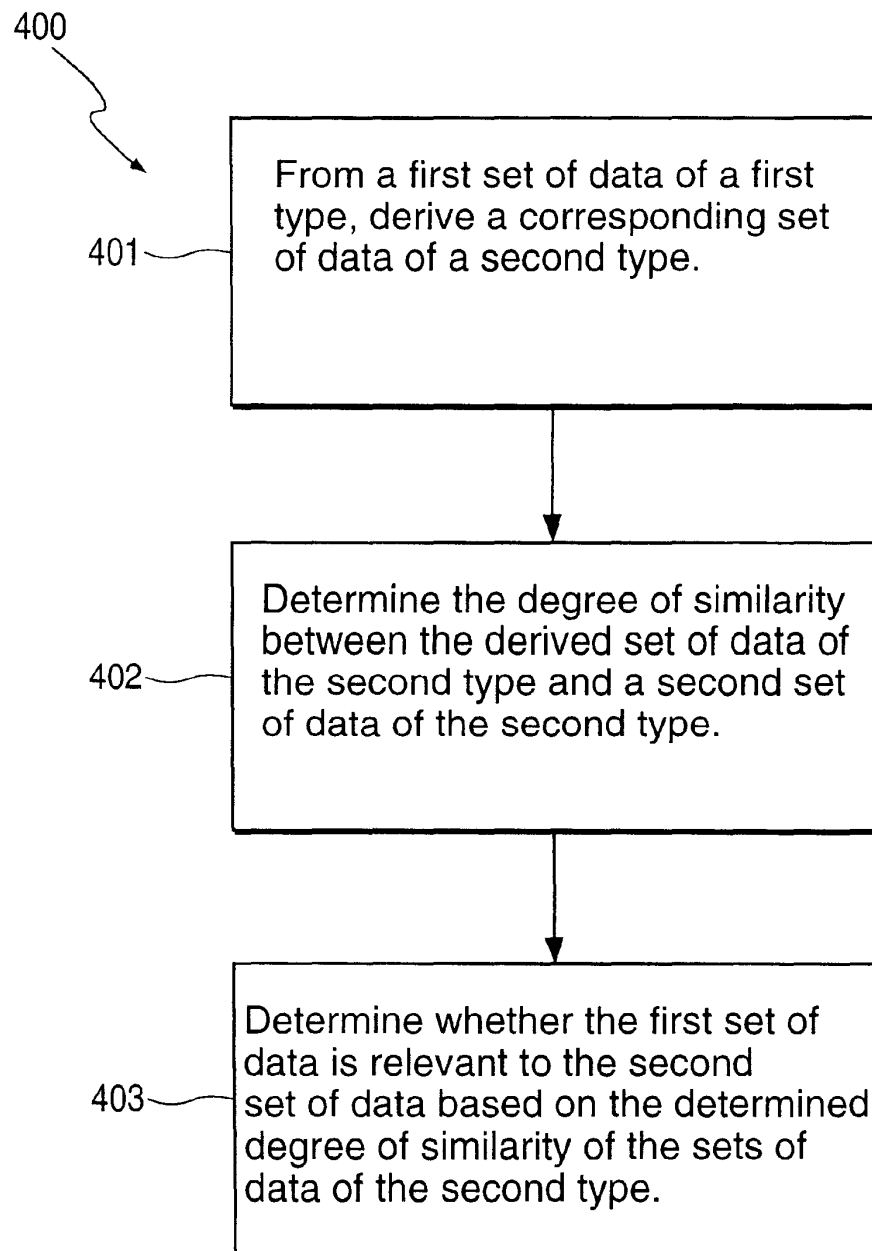 400
401
From a first set of data of a first
type, derive a corresponding set
of data of a second type.
402
Determine the degree of similarity
between the derived set of data of
the second type and a second set
of data of the second type.
403
Determine whether the first set of
data is relevant to the second
set of data based on the determined
degree of similarity of the sets of
data of the second type.